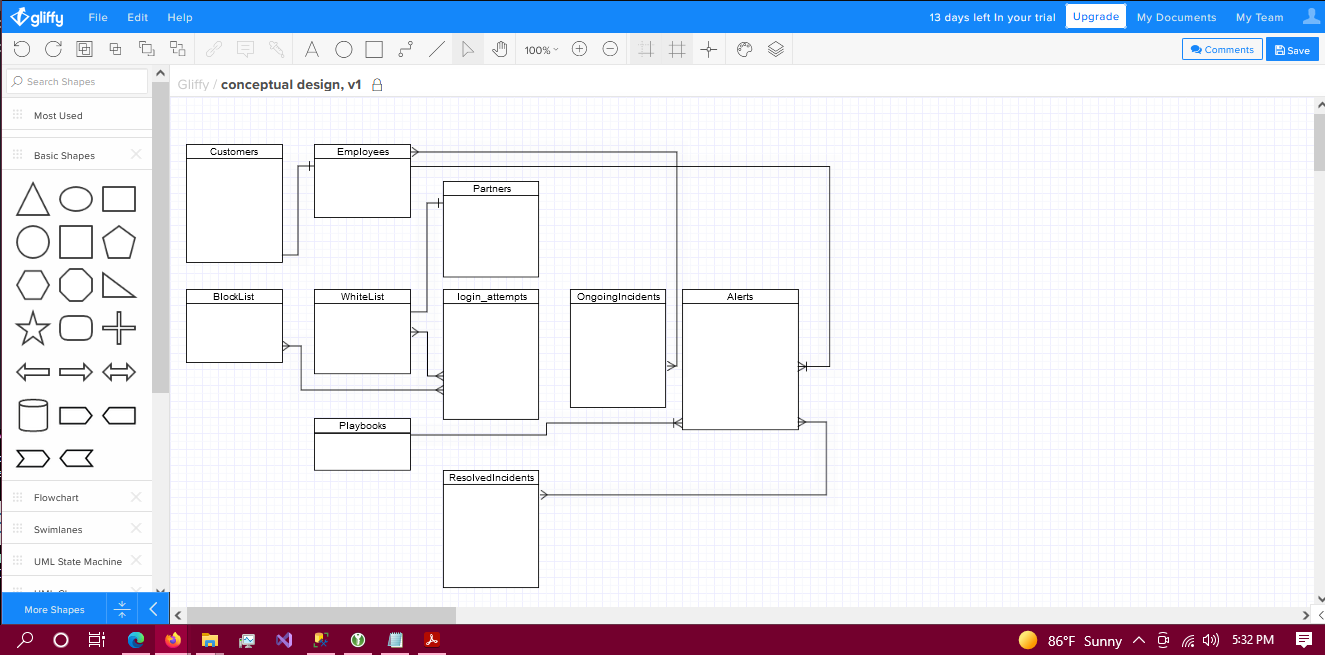 gliffy File Edit Help 13 days left In your trial Upgrade My Documents My Team
100% Comments Save
Search Shapes
Gliffy / conceptual design, v1
Most Used
Basic Shapes
Flowchart
Swimlanes
UML State Machine
More Shapes
Customers Employees
Partners
BlockList WhiteList login_attempts OngoingIncidents Alerts
Playbooks
ResolvedIncidents
86°F Sunny 5:32 PM